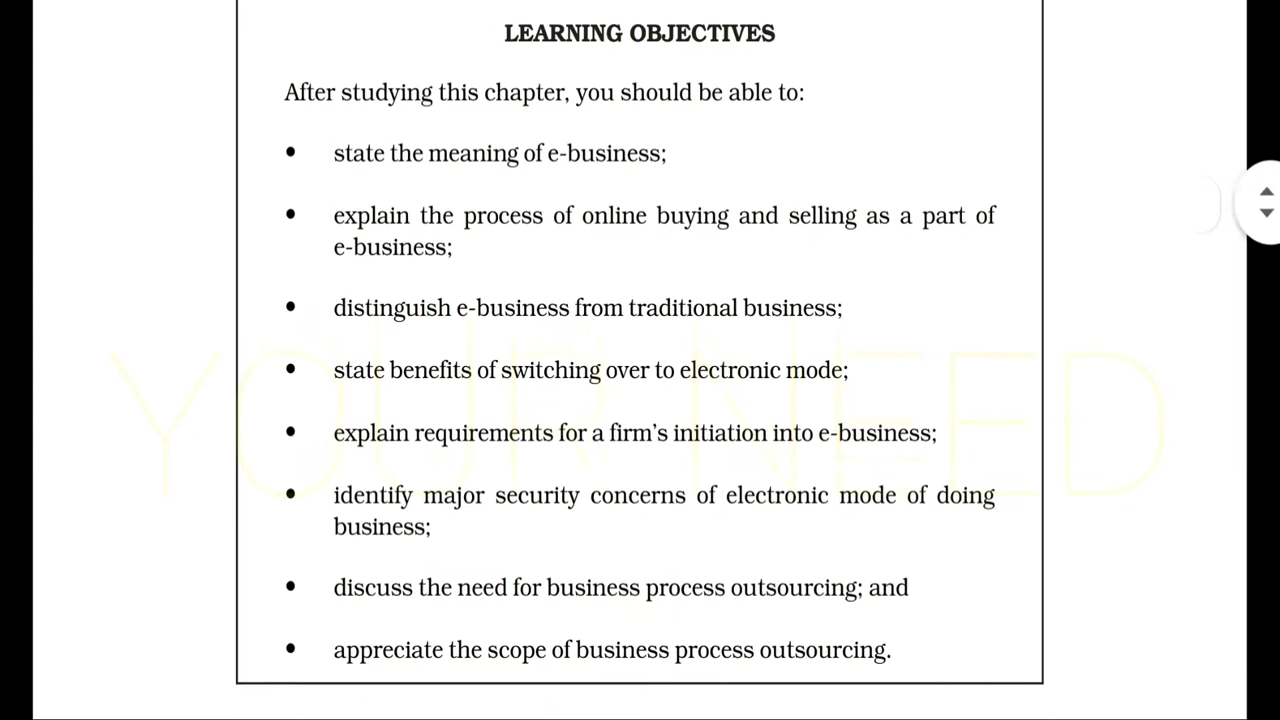 LEARNING OBJECTIVES
After studying this chapter, you should be able to:
• state the meaning of e-business;
• explain the process of online buying and selling as a part of
e-business;
• distinguish e-business from traditional business;
• state benefits of switching over to electronic mode;
• explain requirements for a firm's initiation into e-business;
• identify major security concerns of electronic mode of doing
business;
• discuss the need for business process outsourcing; and
• appreciate the scope of business process outsourcing.
YOUR NEED